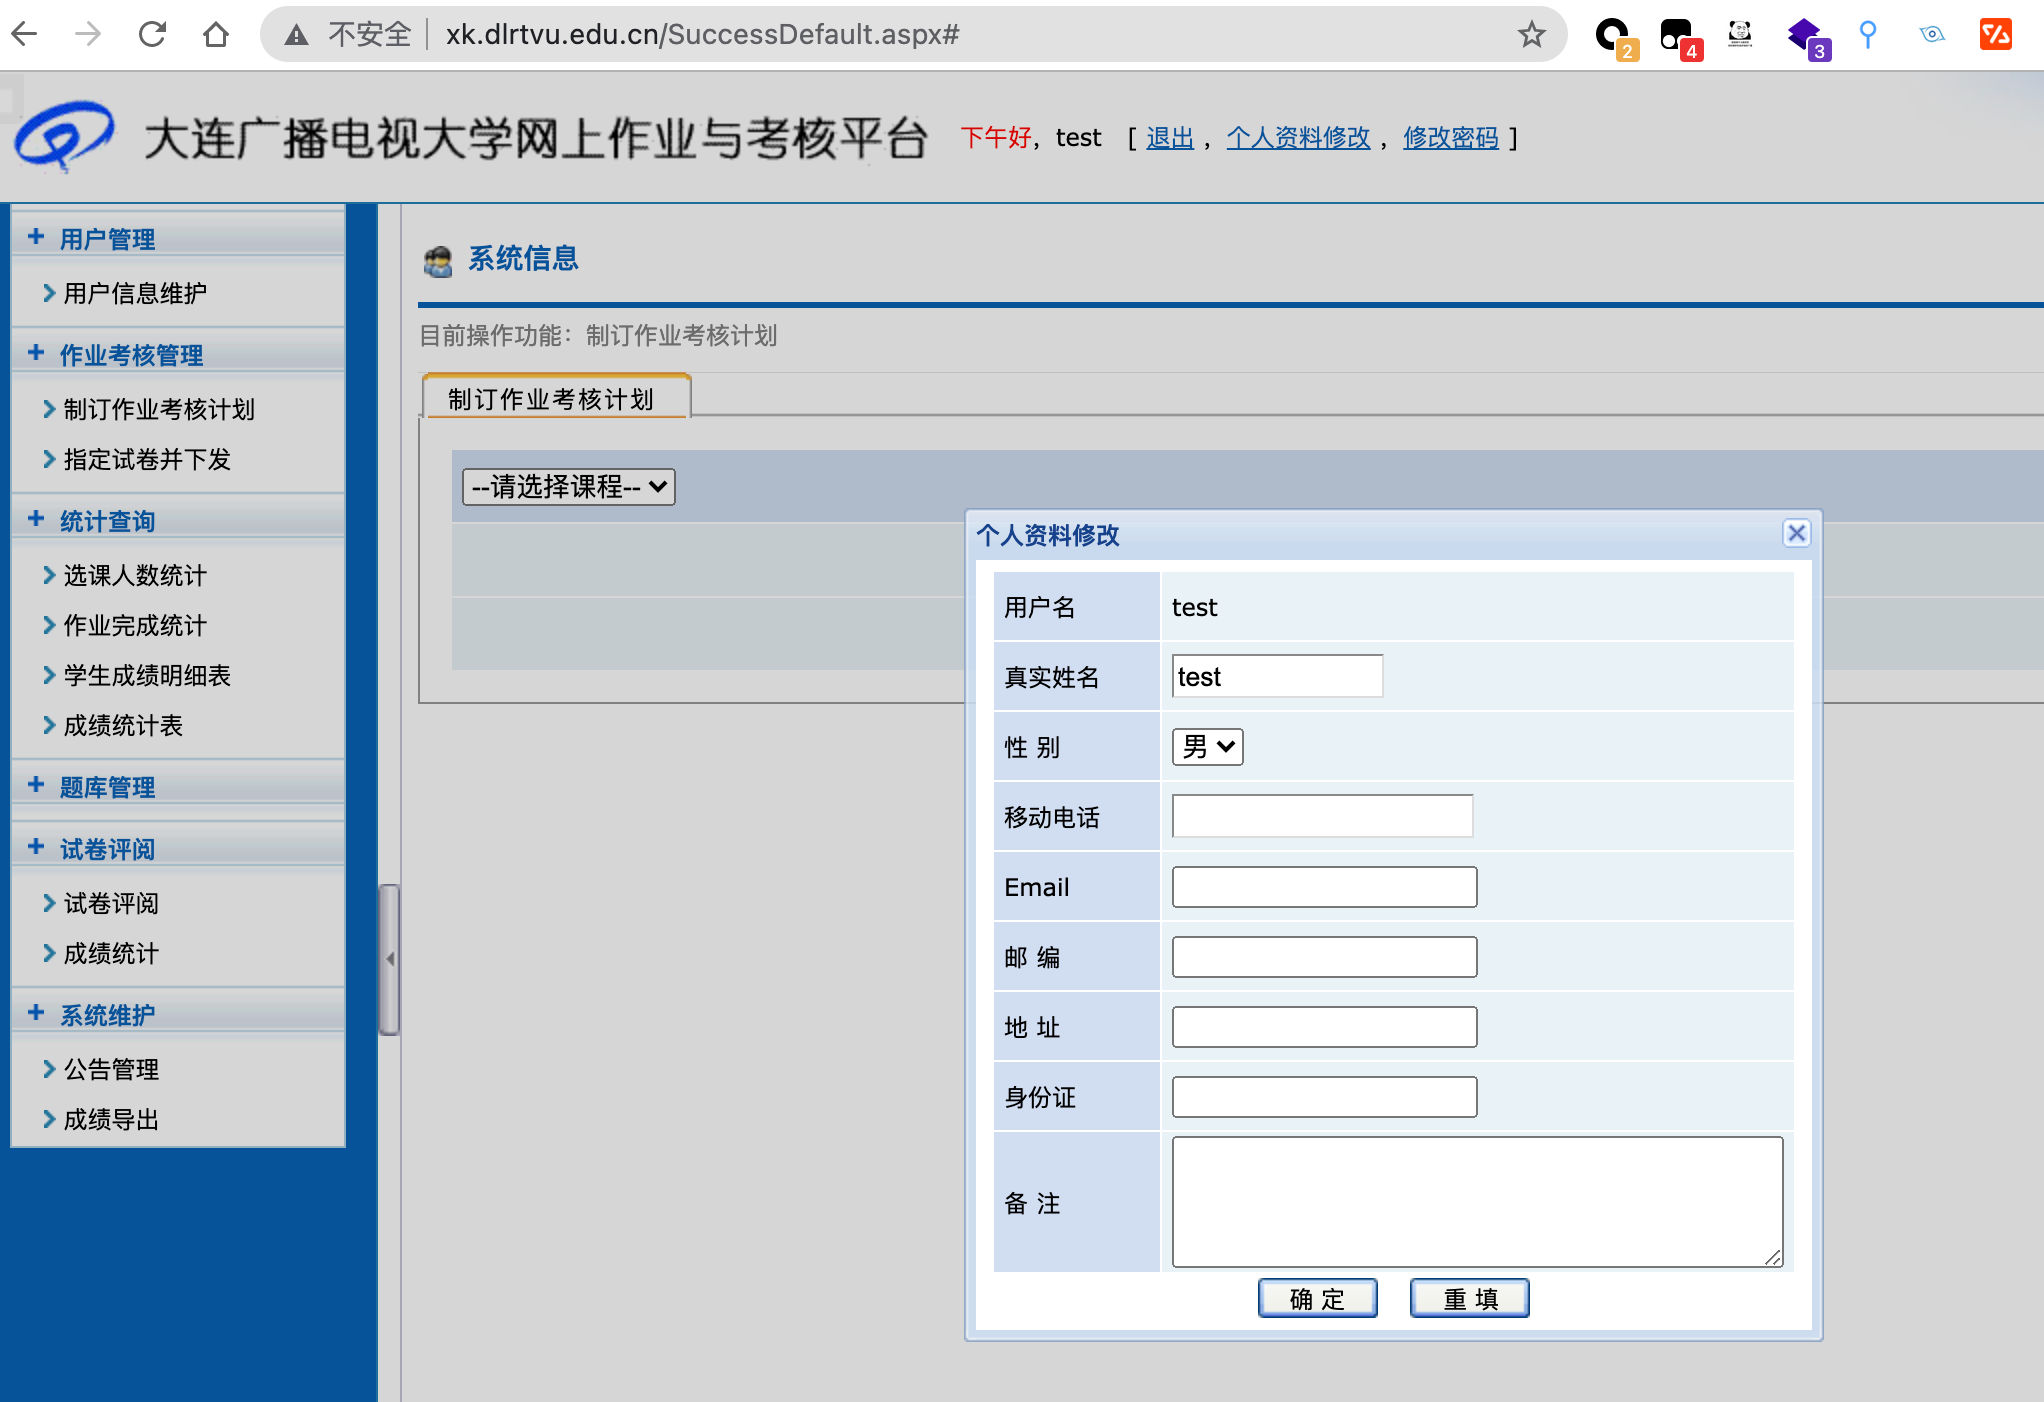 不安全 xk.dlrtvu.edu.cn/SuccessDefault.aspx#
2 4 3
大连广播电视大学网上作业与考核平台 下午好, test [ 退出 , 个人资料修改 , 修改密码 ]
用户管理
用户信息维护
作业考核管理
制订作业考核计划
指定试卷并下发
统计查询
选课人数统计
作业完成统计
学生成绩明细表
成绩统计表
题库管理
试卷评阅
试卷评阅
成绩统计
系统维护
公告管理
成绩导出
系统信息
目前操作功能：制订作业考核计划
制订作业考核计划
--请选择课程--
个人资料修改
用户名 test
真实姓名 test
性 别 男
移动电话
Email
邮 编
地 址
身份证
备 注
确 定 重 填